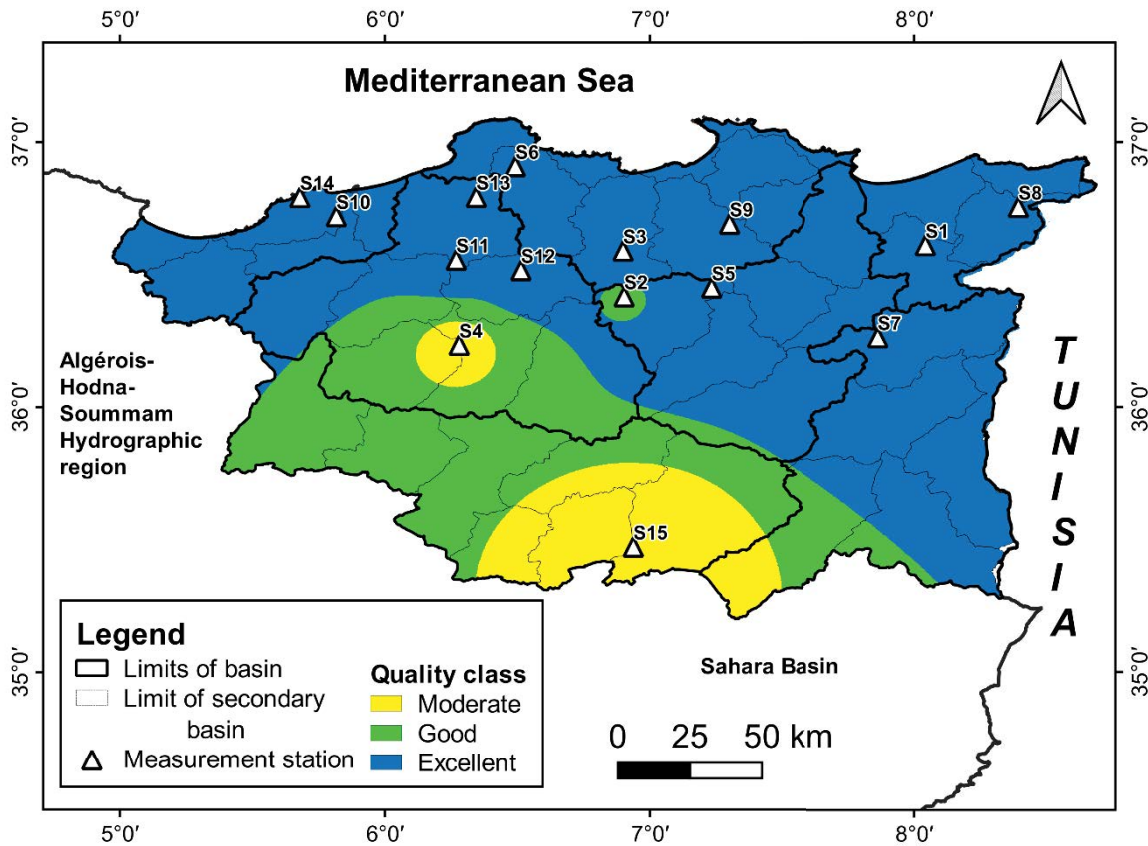 5°0′ 6°0′ 7°0′ 8°0′
Mediterranean Sea
37°0′ 37°0′
S6
S14 S13
S10
S8
S9
S1
S3
S11
S12
S2 S5
S7
S4
Algérois-
Hodna-
Soummam
Hydrographic
region
TUNISIA
36°0′ 36°0′
S15
Legend
Limits of basin
Limit of secondary
basin
Measurement station
Quality class
Moderate
Good
Excellent
Sahara Basin
0 25 50 km
35°0′ 35°0′
5°0′ 6°0′ 7°0′ 8°0′